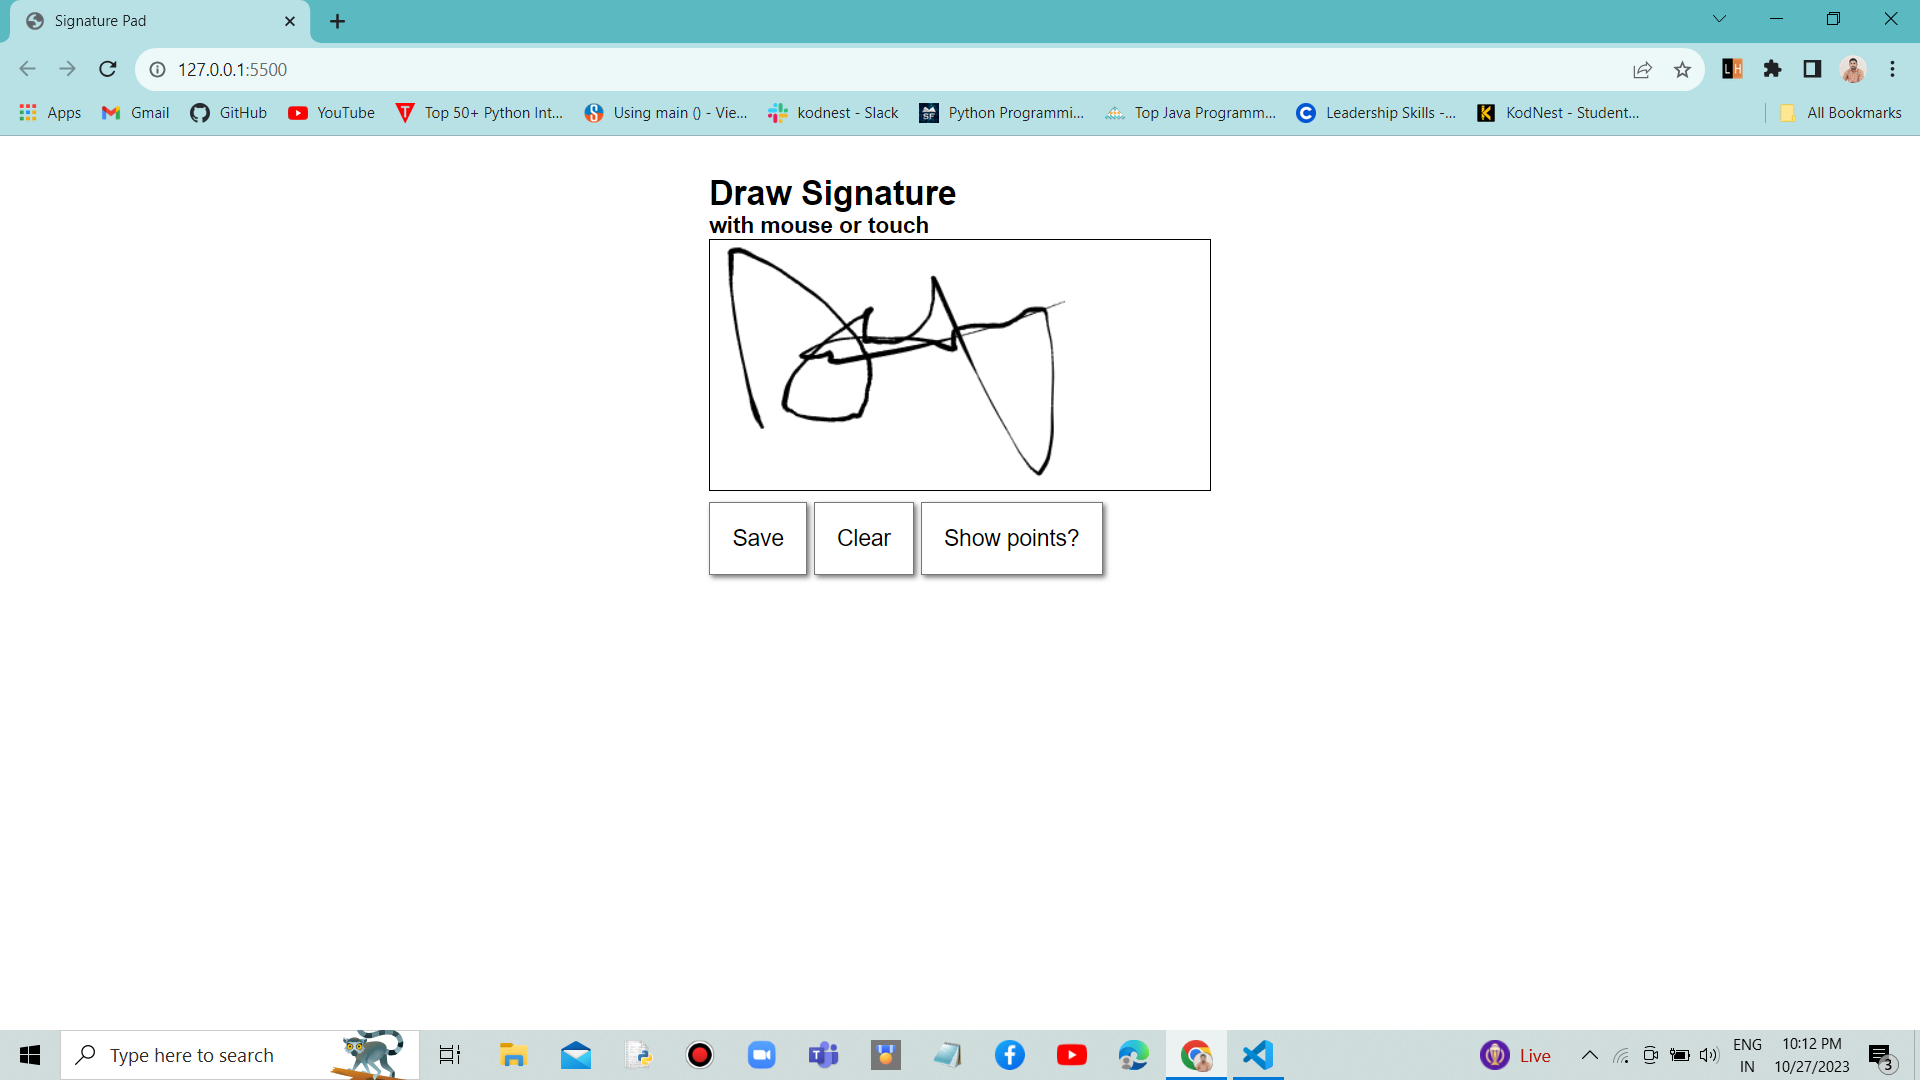 Signature Pad
127.0.0.1:5500
Apps Gmail GitHub YouTube Top 50+ Python Int... Using main () - Vie... kodnest - Slack Python Programmi... Top Java Programm... Leadership Skills -... KodNest - Student... All Bookmarks
Draw Signature
with mouse or touch
Save Clear Show points?
Type here to search
Live
ENG
IN
10:12 PM
10/27/2023
3